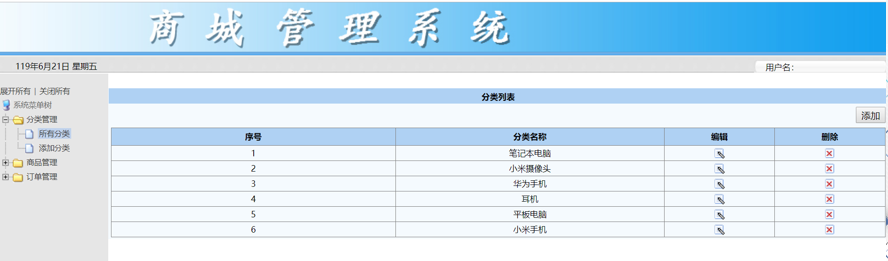 商城管理系统
119年6月21日 星期五
用户名：
展开所有 | 关闭所有
系统菜单树
分类管理
所有分类
添加分类
商品管理
订单管理
分类列表
添加
序号 分类名称 编辑 删除
1 笔记本电脑
2 小米摄像头
3 华为手机
4 耳机
5 平板电脑
6 小米手机